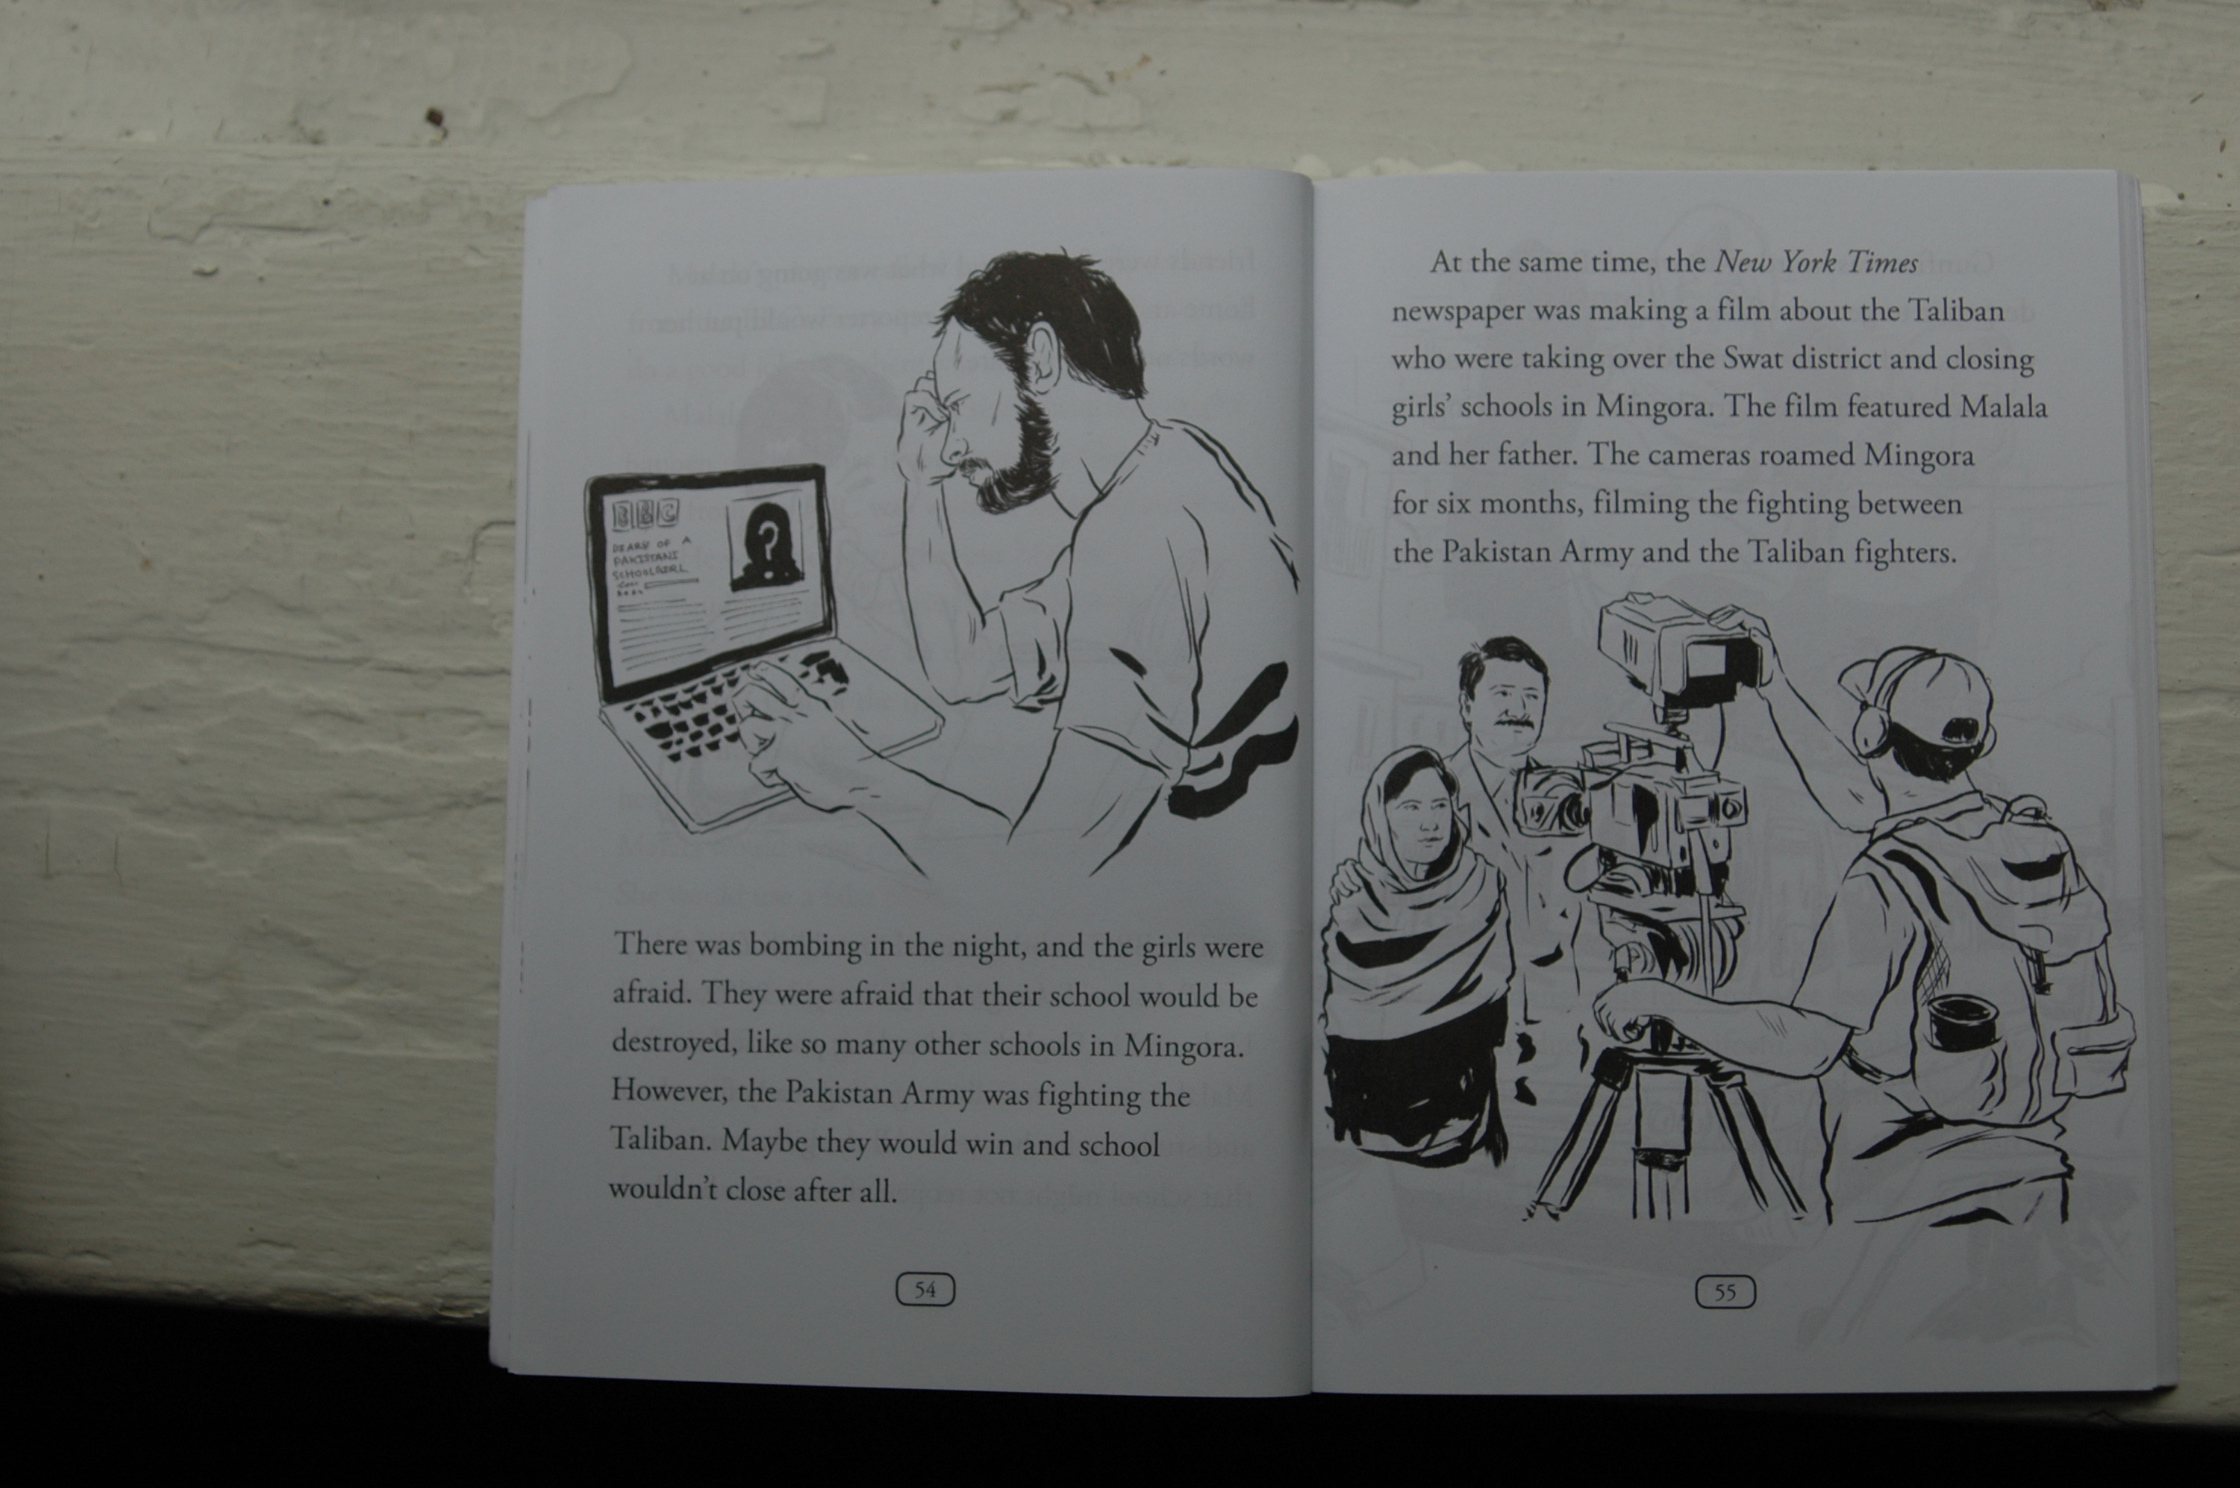 BBC
DIARY OF A
PAKISTANI
SCHOOLGIRL
There was bombing in the night, and the girls were
afraid. They were afraid that their school would be
destroyed, like so many other schools in Mingora.
However, the Pakistan Army was fighting the
Taliban. Maybe they would win and school
wouldn't close after all.
54
At the same time, the New York Times
newspaper was making a film about the Taliban
who were taking over the Swat district and closing
girls' schools in Mingora. The film featured Malala
and her father. The cameras roamed Mingora
for six months, filming the fighting between
the Pakistan Army and the Taliban fighters.
55